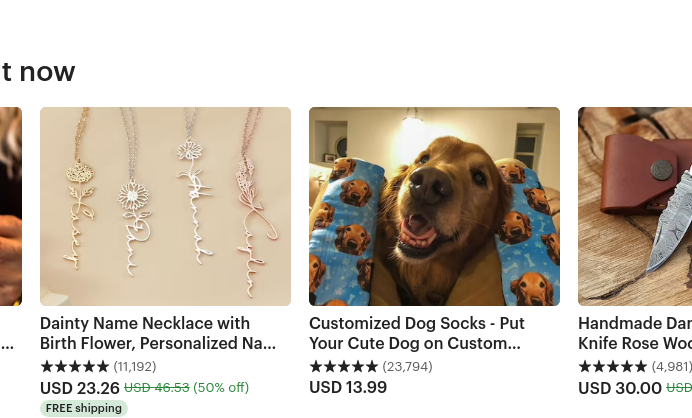 t now
...
Dainty Name Necklace with
Birth Flower, Personalized Na...
(11,192)
USD 23.26 USD 46.53 (50% off)
FREE shipping
Customized Dog Socks - Put
Your Cute Dog on Custom...
(23,794)
USD 13.99
Handmade Dar
Knife Rose Woo
(4,981)
USD 30.00 USD